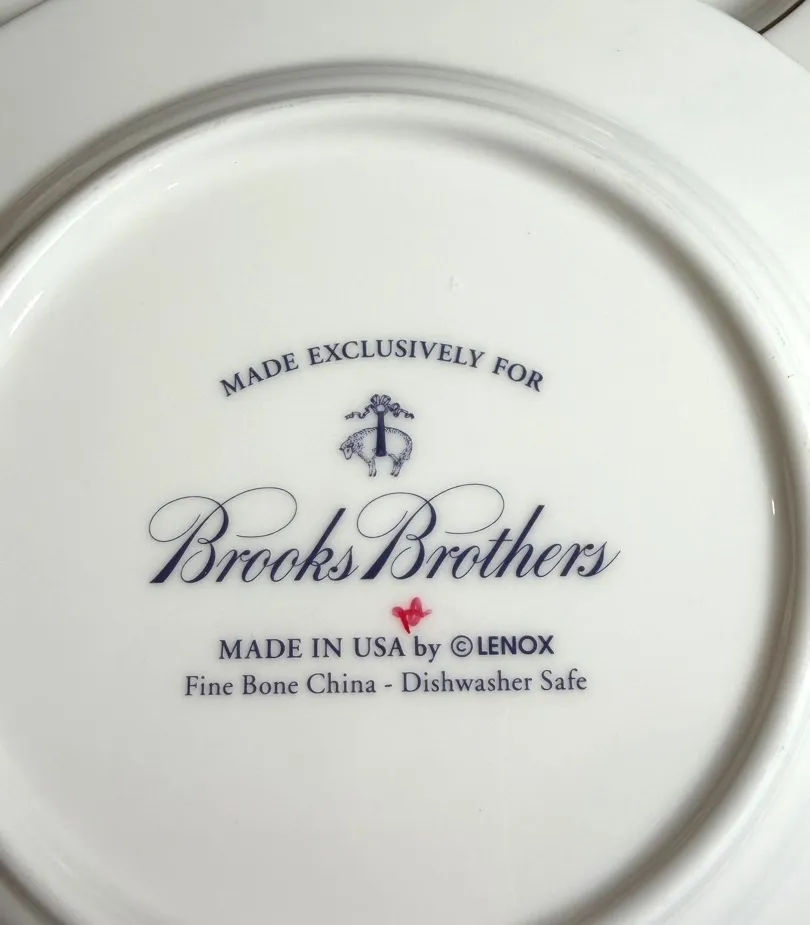 MADE EXCLUSIVELY FOR
Brooks Brothers
MADE IN USA by ©LENOX
Fine Bone China - Dishwasher Safe